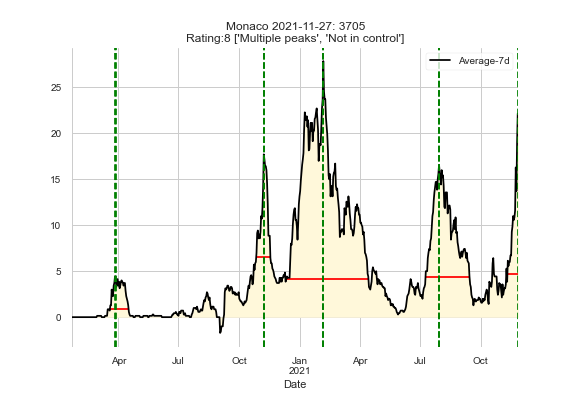 Monaco 2021-11-27: 3705
Rating:8 ['Multiple peaks', 'Not in control']
Average-7d
25
20
15
10
5
0
Apr
Jul
Oct
Jan
2021
Apr
Jul
Oct
Date